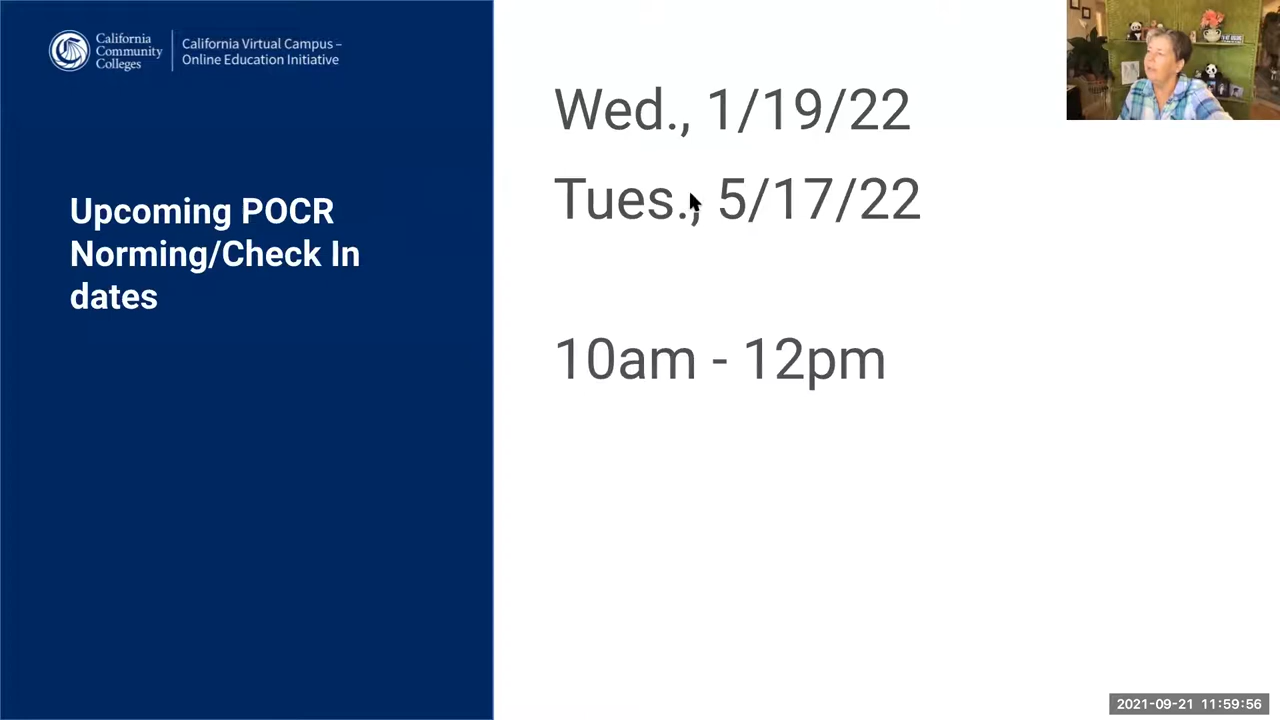 California
Community
Colleges
California Virtual Campus –
Online Education Initiative
Upcoming POCR
Norming/Check In
dates
Wed., 1/19/22
Tues., 5/17/22
10am - 12pm
2021-09-21 11:59:56